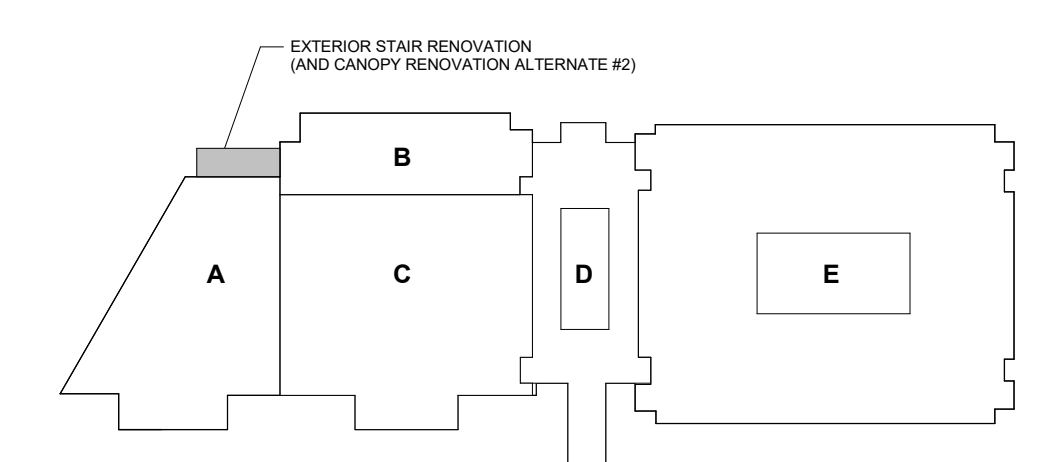 EXTERIOR STAIR RENOVATION
(AND CANOPY RENOVATION ALTERNATE #2)
B
A
C
D
E